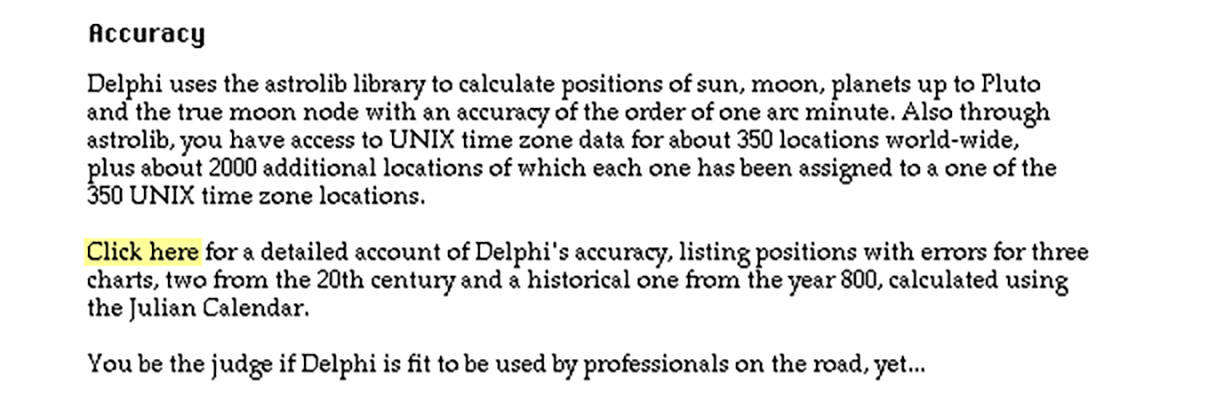 Accuracy
Delphi uses the astrolib library to calculate positions of sun, moon, planets up to Pluto
and the true moon node with an accuracy of the order of one arc minute. Also through
astrolib, you have access to UNIX time zone data for about 350 locations world-wide,
plus about 2000 additional locations of which each one has been assigned to a one of the
350 UNIX time zone locations.
Click here for a detailed account of Delphi's accuracy, listing positions with errors for three
charts, two from the 20th century and a historical one from the year 800, calculated using
the Julian Calendar.
You be the judge if Delphi is fit to be used by professionals on the road, yet...